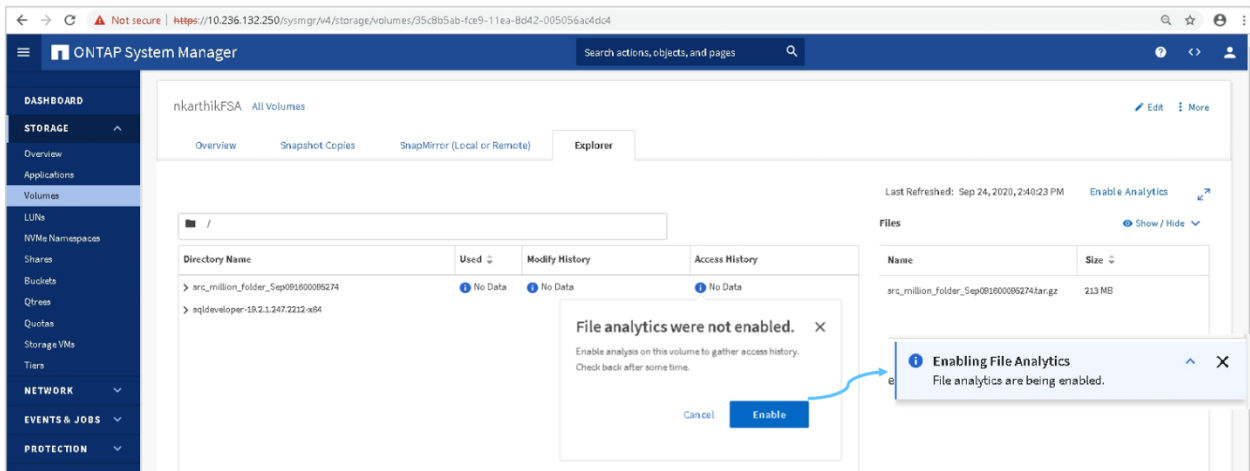 Not secure | https://10.236.132.250/sysmgr/v4/storage/volumes/35c8b5ab-fce9-11ea-8d42-005056ac4dc4
ONTAP System Manager
Search actions, objects, and pages
DASHBOARD
STORAGE
Overview
Applications
Volumes
LUNs
NVMe Namespaces
Shares
Buckets
Qtrees
Quotas
Storage VMs
Tiers
NETWORK
EVENTS & JOBS
PROTECTION
nkarthikFSA All Volumes
Edit More
Overview Snapshot Copies SnapMirror (Local or Remote) Explorer
Last Refreshed: Sep 24, 2020, 2:40:23 PM Enable Analytics
/
Files Show / Hide
Directory Name Used Modify History Access History
Name Size
src_million_folder_Sep091600095274 No Data No Data No Data
sqldeveloper-19.2.1.247.2212-x64
src_million_folder_Sep091600095274.tar.gz 213 MB
File analytics were not enabled.
Enable analysis on this volume to gather access history.
Check back after some time.
Cancel Enable
Enabling File Analytics
File analytics are being enabled.